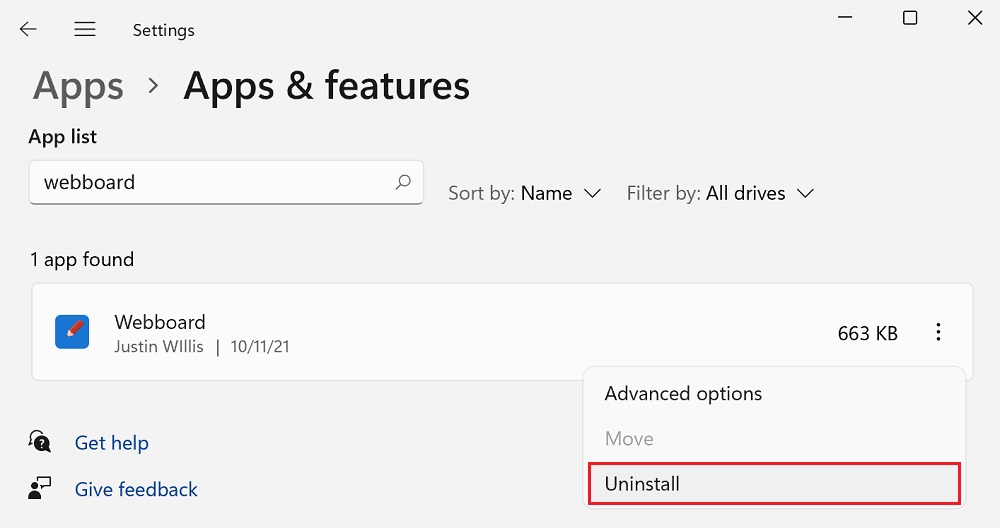 Settings
Apps > Apps & features
App list
webboard
Sort by: Name Filter by: All drives
1 app found
Webboard
Justin WIllis | 10/11/21
663 KB
Advanced options
Move
Uninstall
Get help
Give feedback